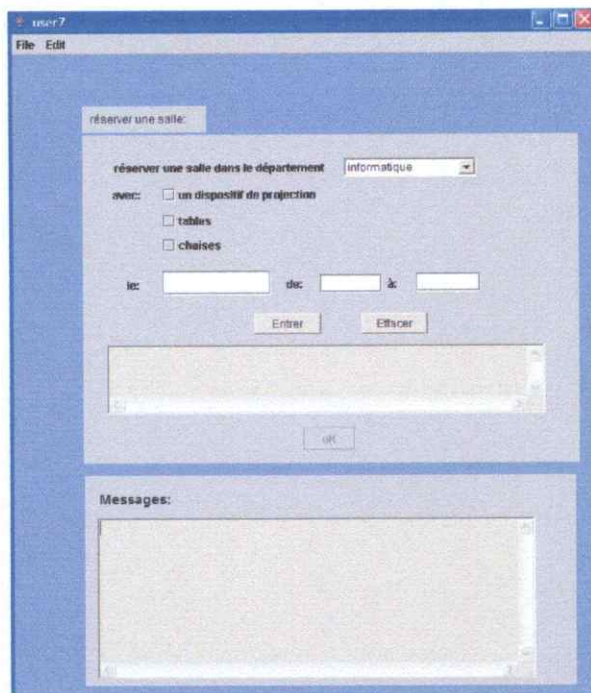 user7
File Edit
réserver une salle:
réserver une salle dans le département informatique
avec: un dispositif de projection
tables
chaises
le: de: à:
Entrer Effacer
oK
Messages: